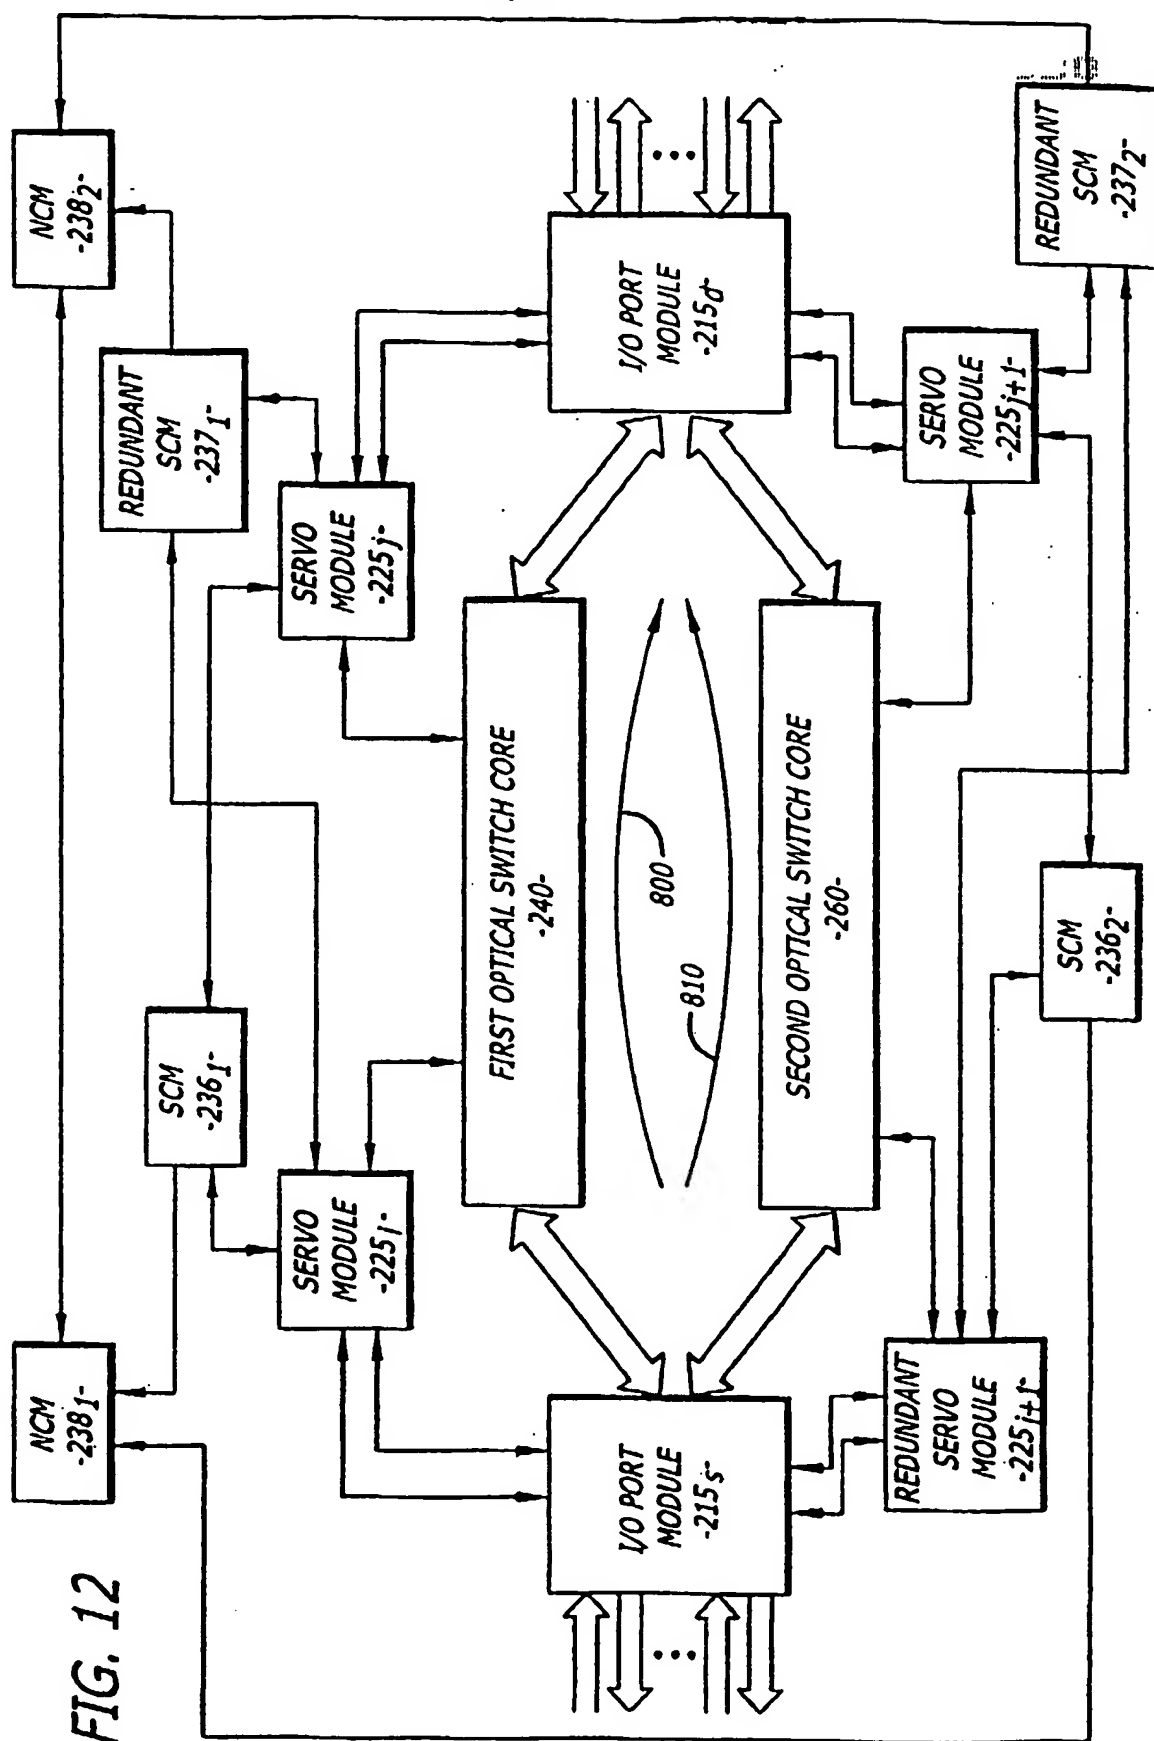 FIG. 12
NCM
-238₁-
NCM
-238₂-
SCM
-236₁-
REDUNDANT
SCM
-237₁-
SERVO
MODULE
-225i-
SERVO
MODULE
-225j-
FIRST OPTICAL SWITCH CORE
-240-
I/O PORT
MODULE
-215s-
...
800
810
I/O PORT
MODULE
-215d-
...
SECOND OPTICAL SWITCH CORE
-260-
REDUNDANT
SERVO
MODULE
-225i+1-
SERVO
MODULE
-225j+1-
SCM
-236₂-
REDUNDANT
SCM
-237₂-